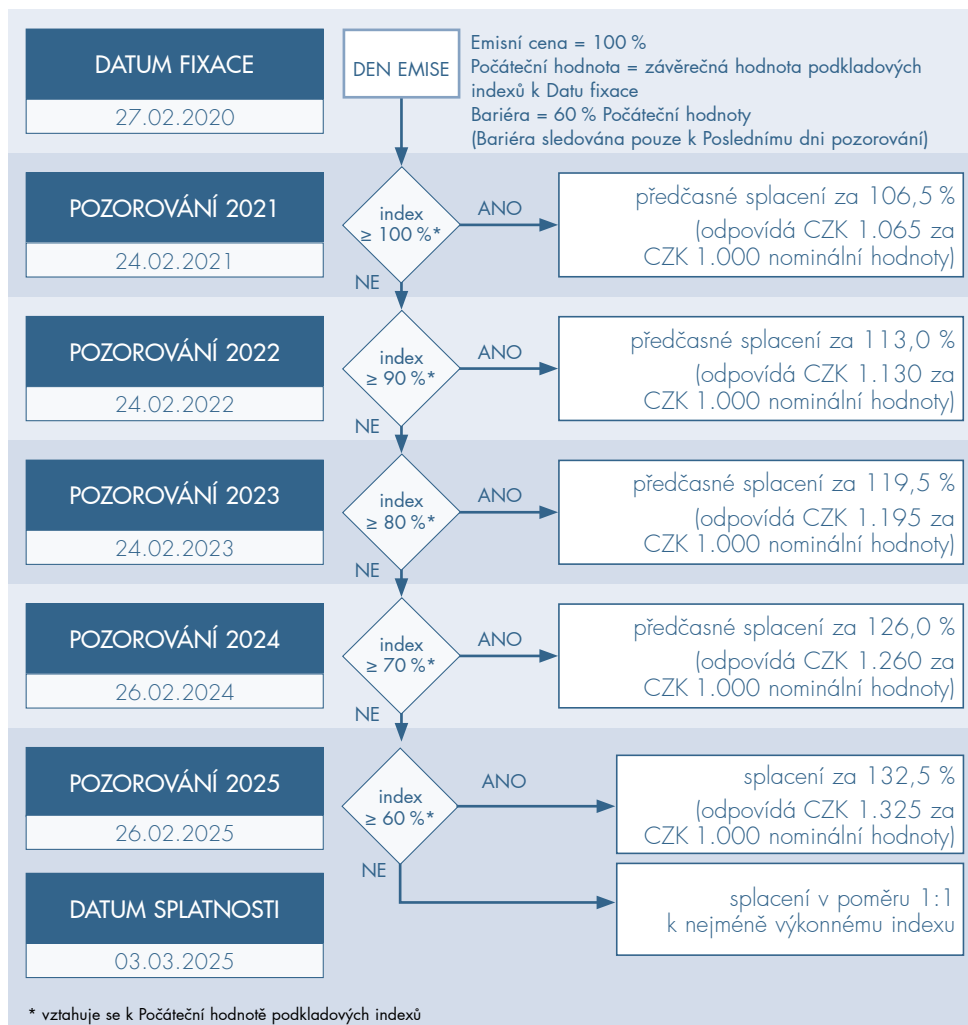 DATUM FIXACE
27.02.2020
DEN EMISE
Emisní cena = 100 %
Počáteční hodnota = závěrečná hodnota podkladových
indexů k Datu fixace
Bariéra = 60 % Počáteční hodnoty
(Bariéra sledována pouze k Poslednímu dni pozorování)
POZOROVÁNÍ 2021
24.02.2021
index
≥ 100 %*
ANO
NE
předčasné splacení za 106,5 %
(odpovídá CZK 1.065 za
CZK 1.000 nominální hodnoty)
POZOROVÁNÍ 2022
24.02.2022
index
≥ 90 %*
ANO
NE
předčasné splacení za 113,0 %
(odpovídá CZK 1.130 za
CZK 1.000 nominální hodnoty)
POZOROVÁNÍ 2023
24.02.2023
index
≥ 80 %*
ANO
NE
předčasné splacení za 119,5 %
(odpovídá CZK 1.195 za
CZK 1.000 nominální hodnoty)
POZOROVÁNÍ 2024
26.02.2024
index
≥ 70 %*
ANO
NE
předčasné splacení za 126,0 %
(odpovídá CZK 1.260 za
CZK 1.000 nominální hodnoty)
POZOROVÁNÍ 2025
26.02.2025
index
≥ 60 %*
ANO
NE
splacení za 132,5 %
(odpovídá CZK 1.325 za
CZK 1.000 nominální hodnoty)
DATUM SPLATNOSTI
03.03.2025
splacení v poměru 1:1
k nejméně výkonnému indexu
* vztahuje se k Počáteční hodnotě podkladových indexů